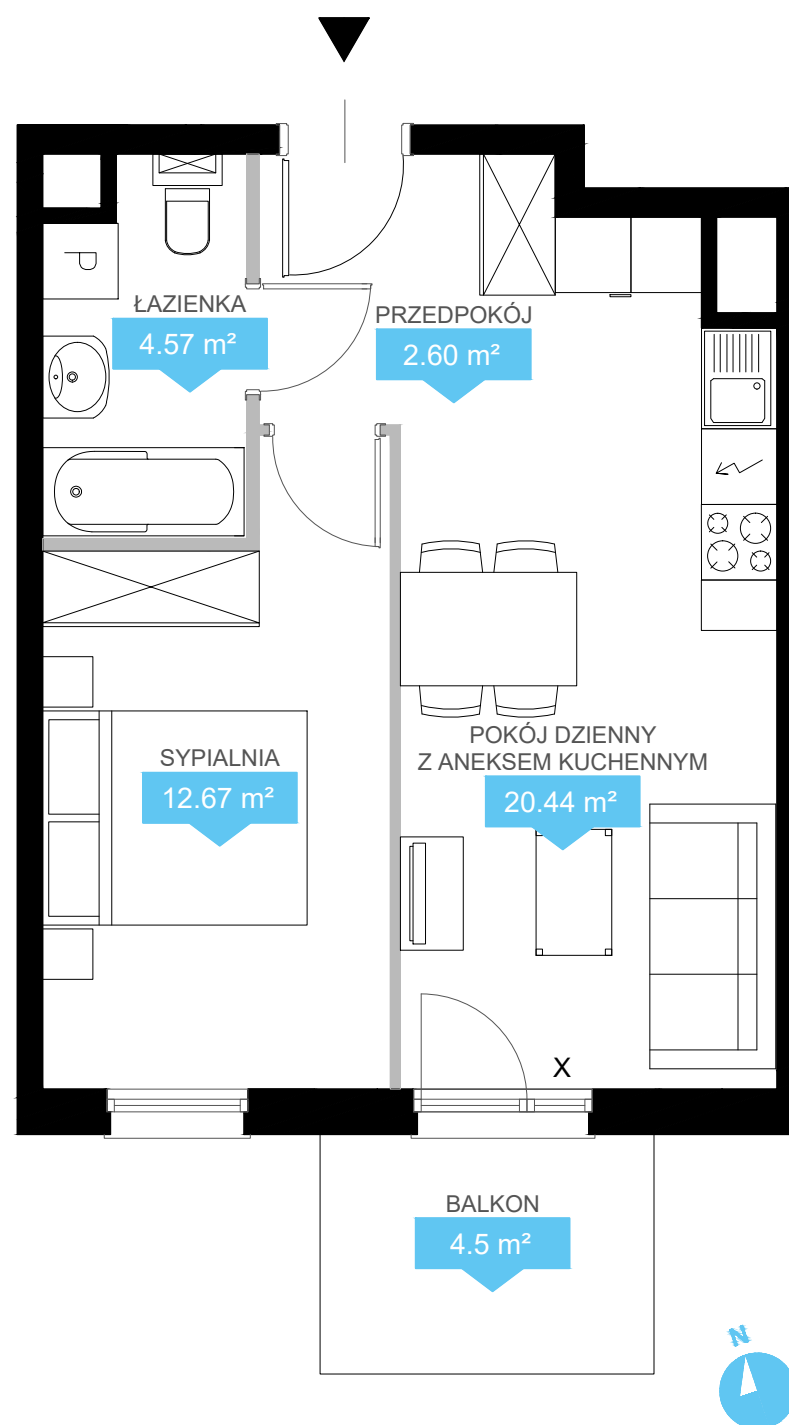 ŁAZIENKA
4.57 m²
PRZEDPOKÓJ
2.60 m²
P
SYPIALNIA
12.67 m²
POKÓJ DZIENNY
Z ANEKSEM KUCHENNYM
20.44 m²
X
BALKON
4.5 m²
N